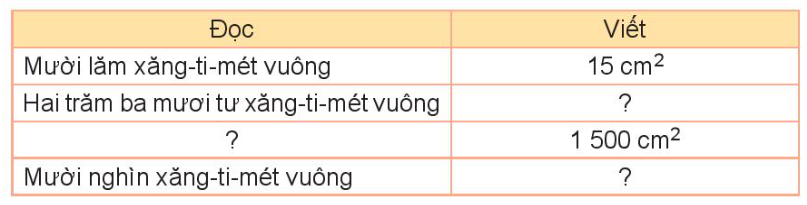 Đọc Viết
Mười lăm xăng-ti-mét vuông 15 cm²
Hai trăm ba mươi tư xăng-ti-mét vuông ?
? 1 500 cm²
Mười nghìn xăng-ti-mét vuông ?